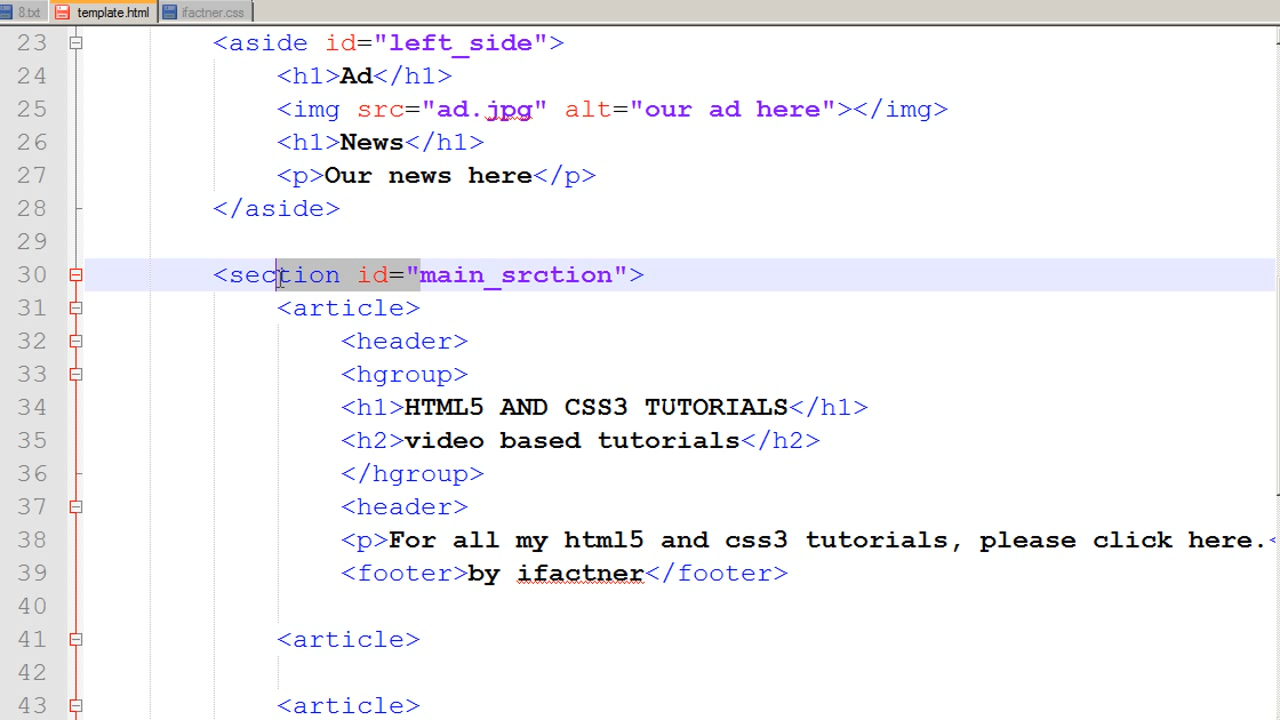 8.txt template.html ifactner.css
23 <aside id="left_side">
24 <h1>Ad</h1>
25 <img src="ad.jpg" alt="our ad here"></img>
26 <h1>News</h1>
27 <p>Our news here</p>
28 </aside>
29
30 <section id="main_srction">
31 <article>
32 <header>
33 <hgroup>
34 <h1>HTML5 AND CSS3 TUTORIALS</h1>
35 <h2>video based tutorials</h2>
36 </hgroup>
37 <header>
38 <p>For all my html5 and css3 tutorials, please click here.<
39 <footer>by ifactner</footer>
40
41 <article>
42
43 <article>